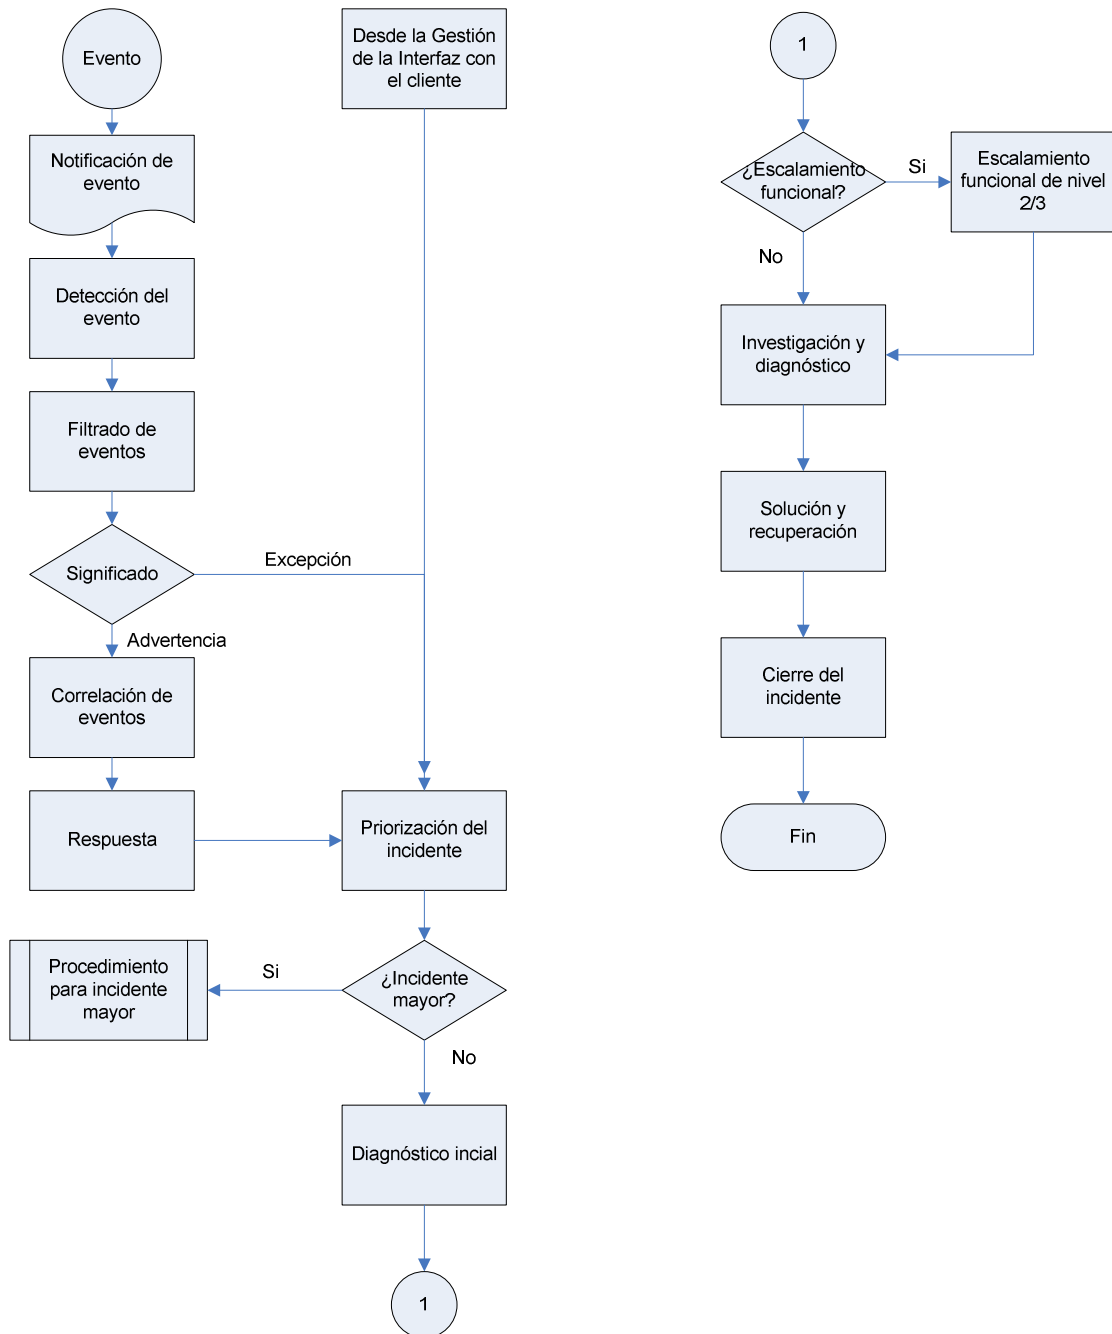 Evento
Notificación de
evento
Detección del
evento
Filtrado de
eventos
Significado
Excepción
Advertencia
Correlación de
eventos
Respuesta
Desde la Gestión
de la Interfaz con
el cliente
Priorización del
incidente
¿Incidente
mayor?
Si
Procedimiento
para incidente
mayor
No
Diagnóstico incial
1
1
¿Escalamiento
funcional?
Si
Escalamiento
funcional de nivel
2/3
No
Investigación y
diagnóstico
Solución y
recuperación
Cierre del
incidente
Fin